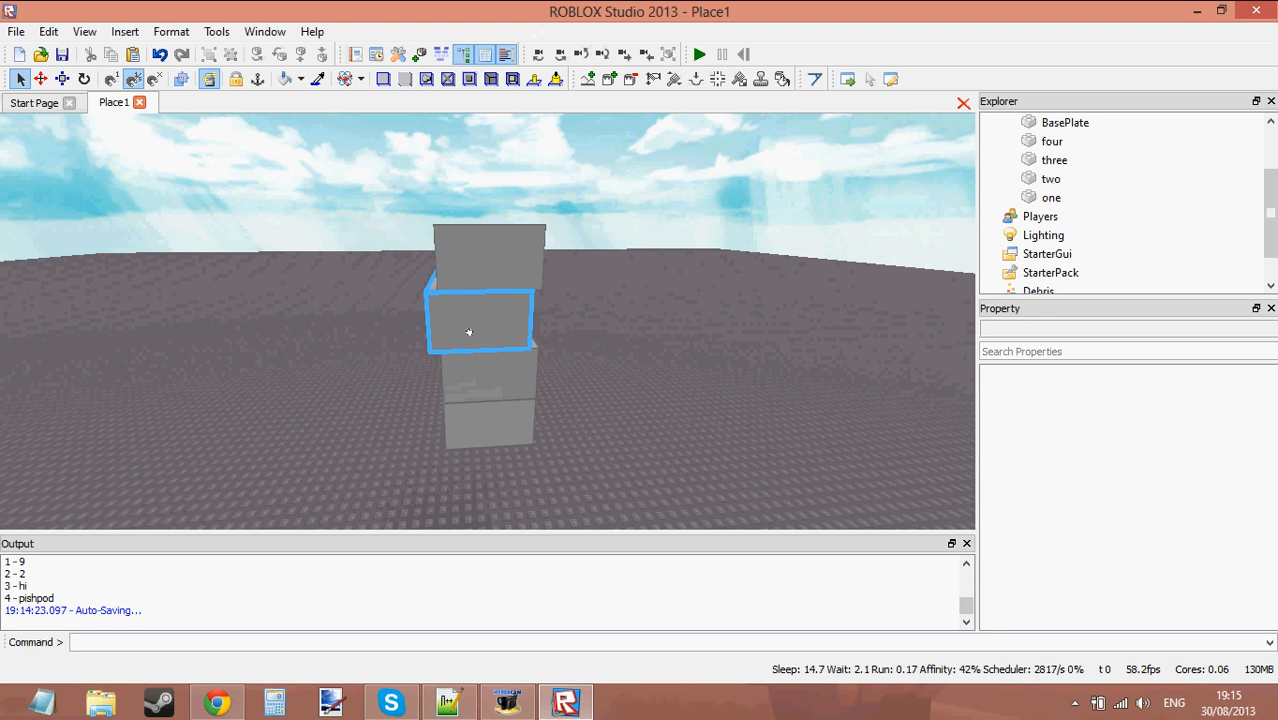 ROBLOX Studio 2013 - Place1
File Edit View Insert Format Tools Window Help
Start Page Place1
Explorer
BasePlate
four
three
two
one
Players
Lighting
StarterGui
StarterPack
Debris
Property
Search Properties
Output
1 - 9
2 - 2
3 - hi
4 - pishpod
19:14:23.097 - Auto-Saving...
Command >
Sleep: 14.7 Wait: 2.1 Run: 0.17 Affinity: 42% Scheduler: 2817/s 0% t 0 58.2fps Cores: 0.06 130MB
ENG
19:15
30/08/2013